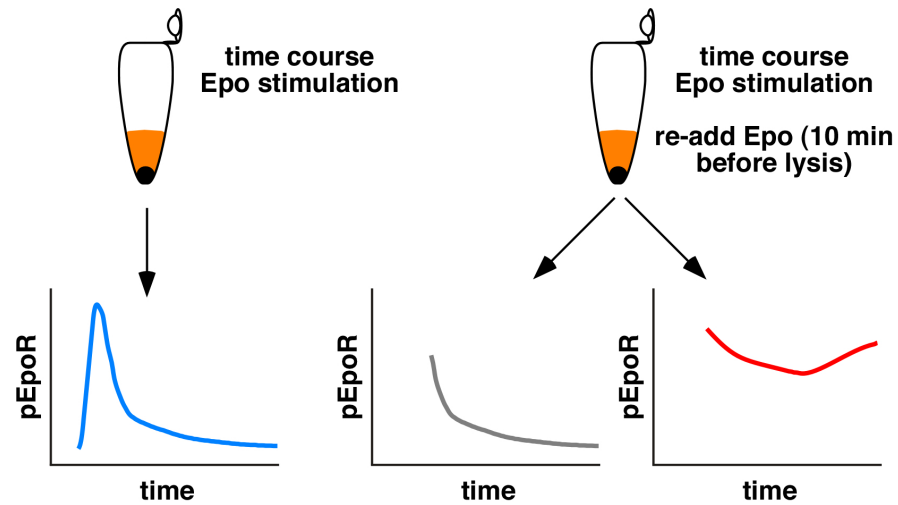 time course
Epo stimulation
time course
Epo stimulation
re-add Epo (10 min
before lysis)
pEpoR
time
pEpoR
time
pEpoR
time